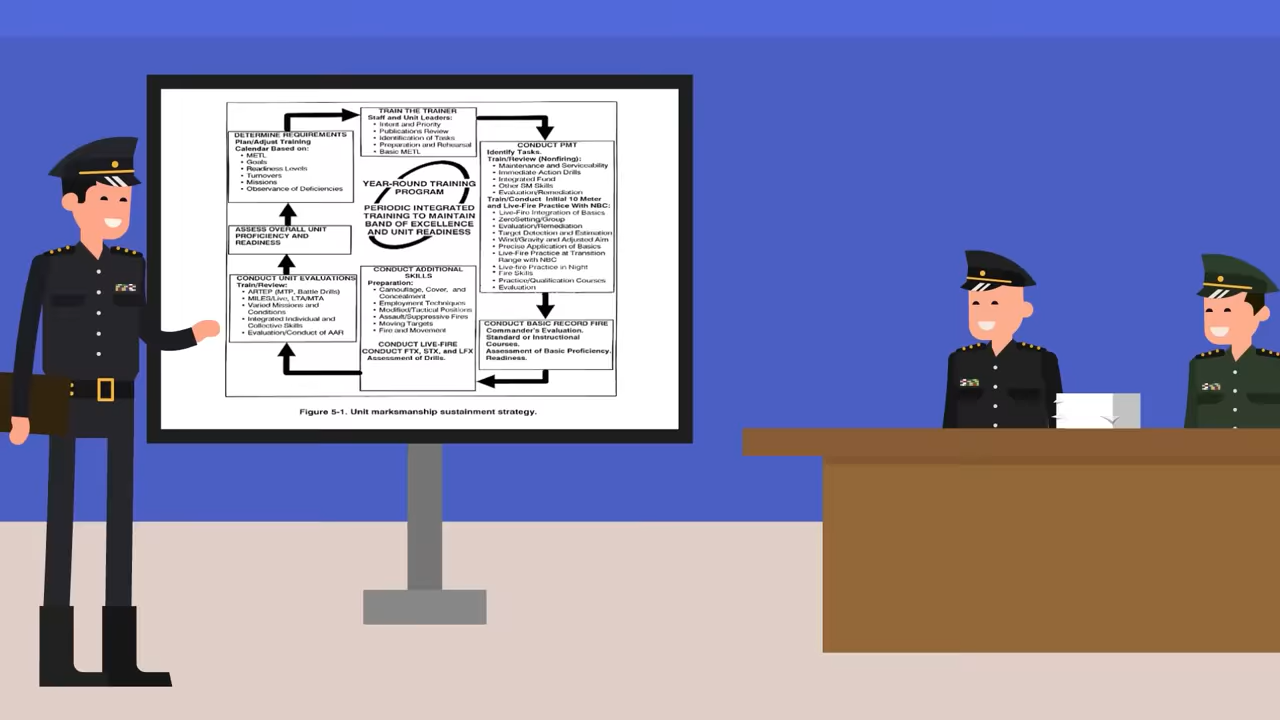 TRAIN THE TRAINER
Staff and Unit Leaders:
• Intent and Priority
• Publications Review
• Identification of Tasks
• Preparation and Rehearsal
• Basic METL
DETERMINE REQUIREMENTS
Plan/Adjust Training
Calendar Based on:
• METL
• Goals
• Readiness Levels
• Turnovers
• Missions
• Observance of Deficiencies
CONDUCT PMT
Identify Tasks.
Train/Review (Nonfiring):
• Maintenance and Serviceability
• Immediate Action Drills
• Integrated Fund
• Other SM Skills
• Evaluation/Remediation
Train/Conduct Initial 10 Meter
and Live-Fire Practice With NBC:
• Live-Fire Integration of Basics
• ZeroSetting/Group
• Evaluation/Remediation
• Target Detection and Estimation
• Wind/Gravity and Adjusted Aim
• Precise Application of Basics
• Live-Fire Practice at Transition
Range with NBC
• Live-fire Practice in Night
• Fire Skills
• Practice/Qualification Courses
• Evaluation
YEAR-ROUND TRAINING
PROGRAM
PERIODIC INTEGRATED
TRAINING TO MAINTAIN
BAND OF EXCELLENCE
AND UNIT READINESS
ASSESS OVERALL UNIT
PROFICIENCY AND
READINESS
CONDUCT UNIT EVALUATIONS
Train/Review:
• ARTEP (MTP, Battle Drills)
• MILES/Live, LTA/MTA
• Varied Missions and
Conditions
• Integrated Individual and
Collective Skills
• Evaluation/Conduct of AAR
CONDUCT ADDITIONAL
SKILLS
Preparation:
• Camouflage, Cover, and
Concealment
• Employment Techniques
• Modified/Tactical Positions
• Assault/Suppressive Fires
• Moving Targets
• Fire and Movement
CONDUCT LIVE-FIRE
CONDUCT FTX, STX, and LFX
Assessment of Drills.
CONDUCT BASIC RECORD FIRE
Commander's Evaluation.
Standard or Instructional
Courses.
Assessment of Basic Proficiency.
Readiness.
Figure 5-1. Unit marksmanship sustainment strategy.